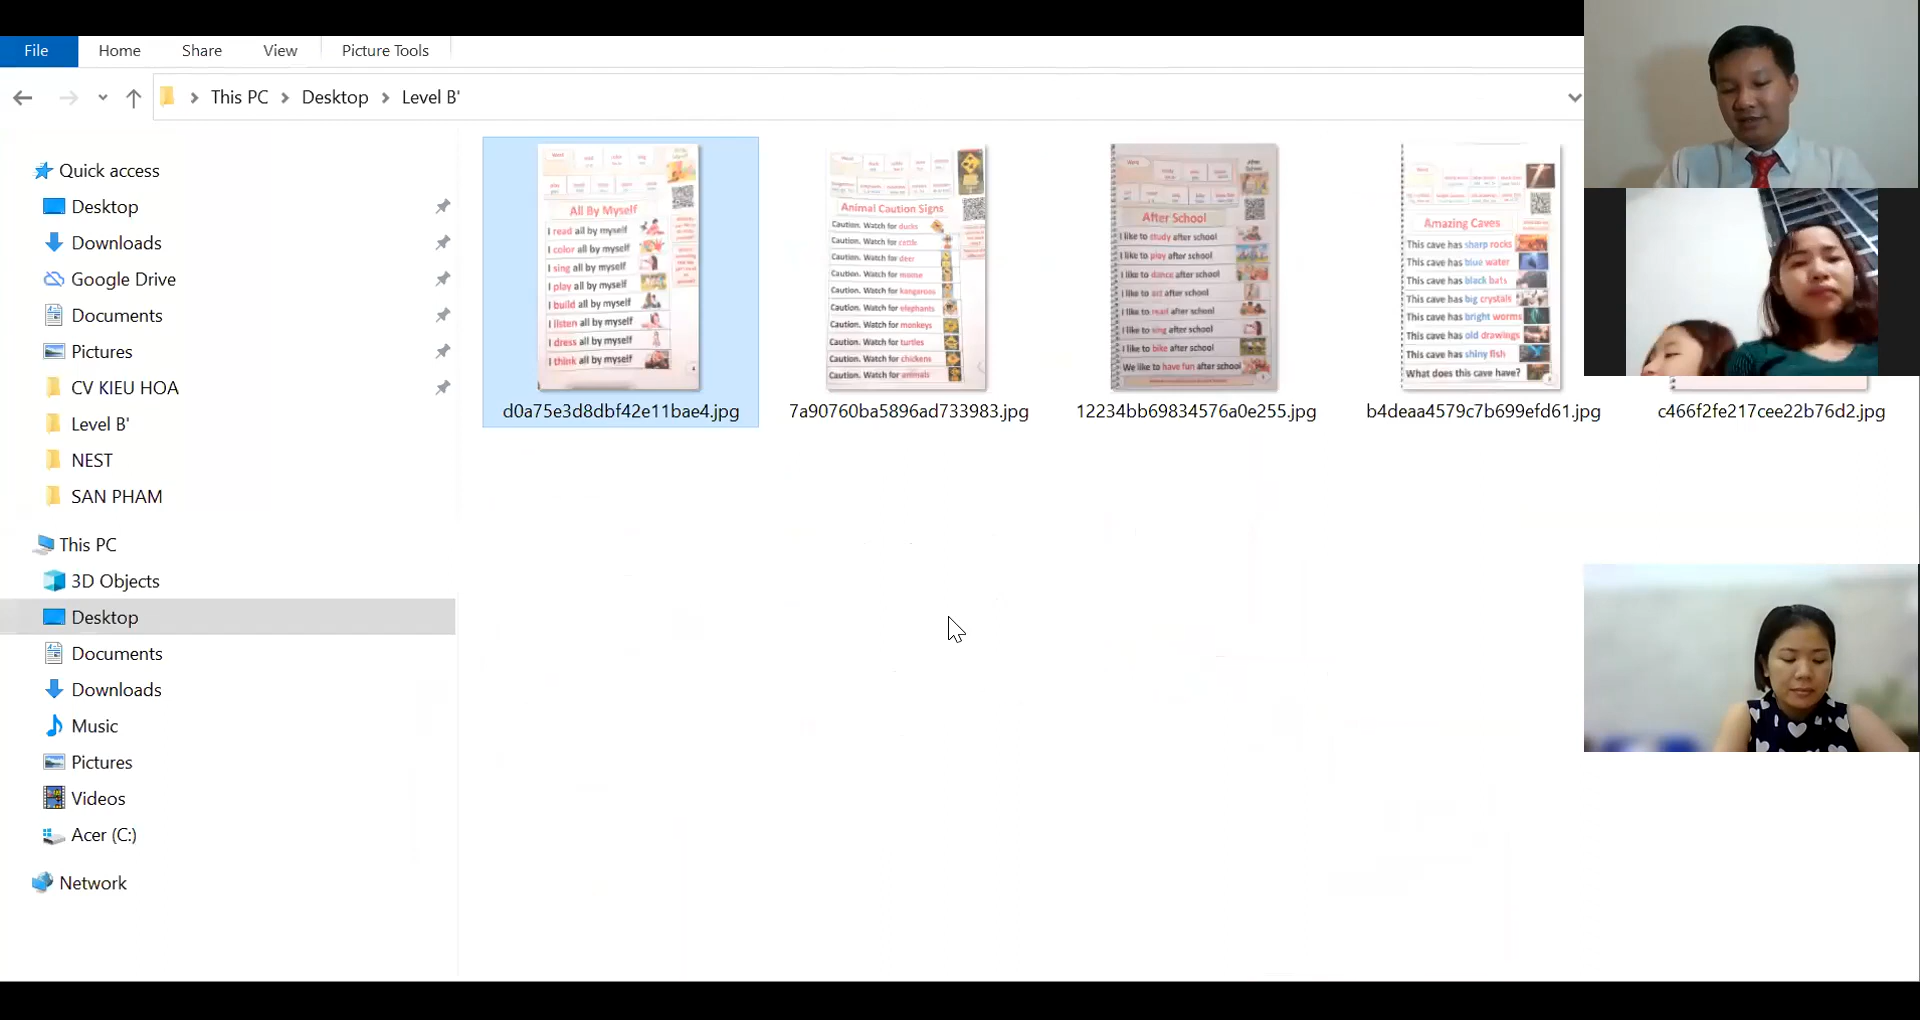 File Home Share View Picture Tools
This PC Desktop Level B'
Quick access
Desktop
Downloads
Google Drive
Documents
Pictures
CV KIEU HOA
Level B'
NEST
SAN PHAM
This PC
3D Objects
Desktop
Documents
Downloads
Music
Pictures
Videos
Acer (C:)
Network
All By Myself
I read all by myself
I color all by myself
I sing all by myself
I play all by myself
I build all by myself
I listen all by myself
I dress all by myself
I think all by myself
d0a75e3d8dbf42e11bae4.jpg
Animal Caution Signs
Caution. Watch for ducks
Caution. Watch for cattle
Caution. Watch for deer
Caution. Watch for moose
Caution. Watch for kangaroos
Caution. Watch for elephants
Caution. Watch for monkeys
Caution. Watch for turtles
Caution. Watch for chickens
Caution. Watch for animals
7a90760ba5896ad733983.jpg
After School
I like to study after school
I like to play after school
I like to dance after school
I like to art after school
I like to read after school
I like to sing after school
I like to bike after school
We like to have fun after school
12234bb69834576a0e255.jpg
Amazing Caves
This cave has sharp rocks
This cave has blue water
This cave has black bats
This cave has big crystals
This cave has bright worms
This cave has old drawings
This cave has shiny fish
What does this cave have?
b4deaa4579c7b699efd61.jpg
c466f2fe217cee22b76d2.jpg